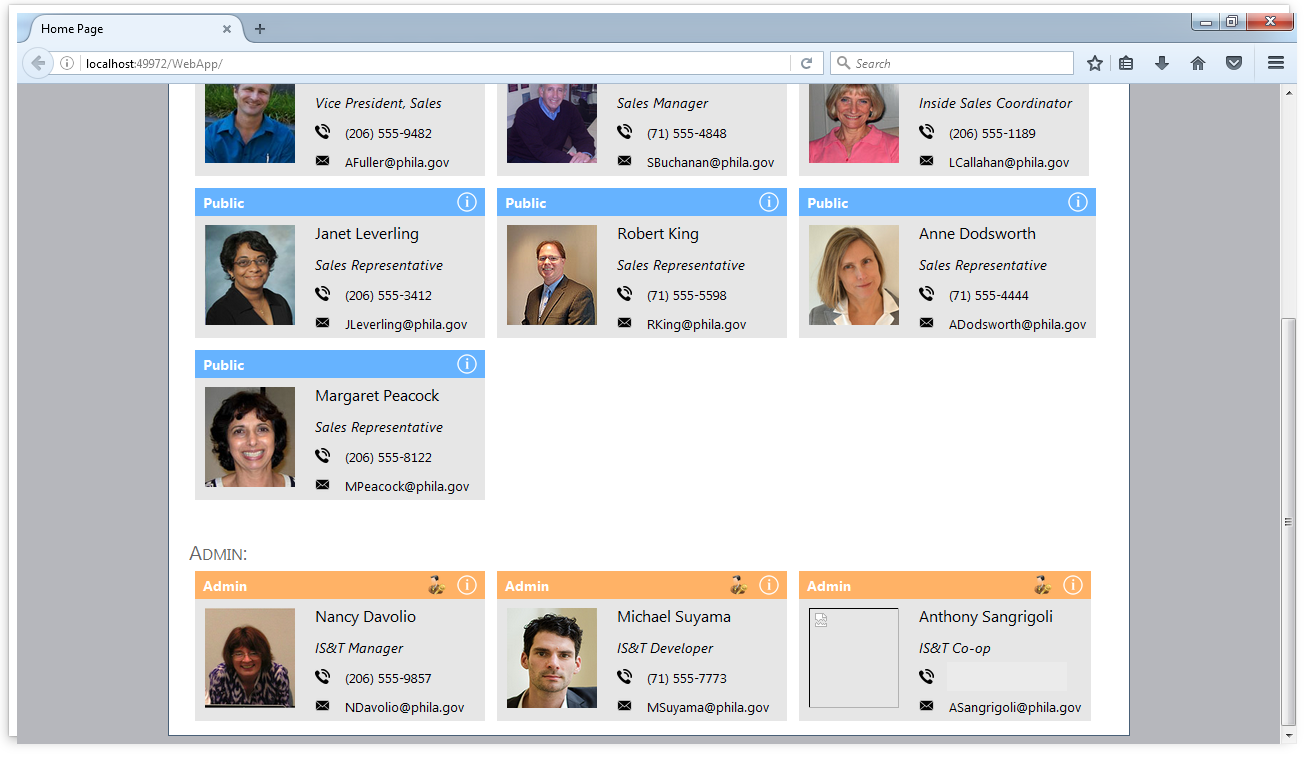 Home Page
localhost:49972/WebApp/
Search
Vice President, Sales
(206) 555-9482
AFuller@phila.gov
Sales Manager
(71) 555-4848
SBuchanan@phila.gov
Inside Sales Coordinator
(206) 555-1189
LCallahan@phila.gov
Public
Janet Leverling
Sales Representative
(206) 555-3412
JLeverling@phila.gov
Public
Robert King
Sales Representative
(71) 555-5598
RKing@phila.gov
Public
Anne Dodsworth
Sales Representative
(71) 555-4444
ADodsworth@phila.gov
Public
Margaret Peacock
Sales Representative
(206) 555-8122
MPeacock@phila.gov
ADMIN:
Admin
Nancy Davolio
IS&T Manager
(206) 555-9857
NDavolio@phila.gov
Admin
Michael Suyama
IS&T Developer
(71) 555-7773
MSuyama@phila.gov
Admin
Anthony Sangrigoli
IS&T Co-op
ASangrigoli@phila.gov